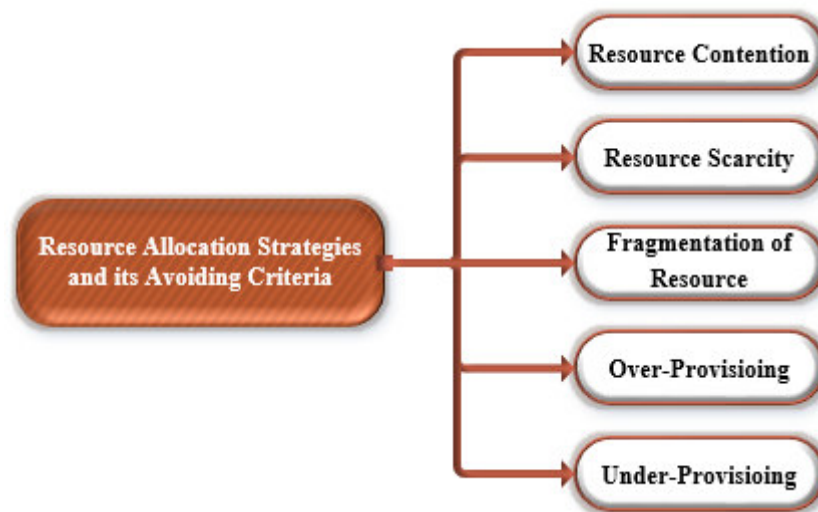 Resource Allocation Strategies
and its Avoiding Criteria
Resource Contention
Resource Scarcity
Fragmentation of
Resource
Over-Provisioing
Under-Provisioing